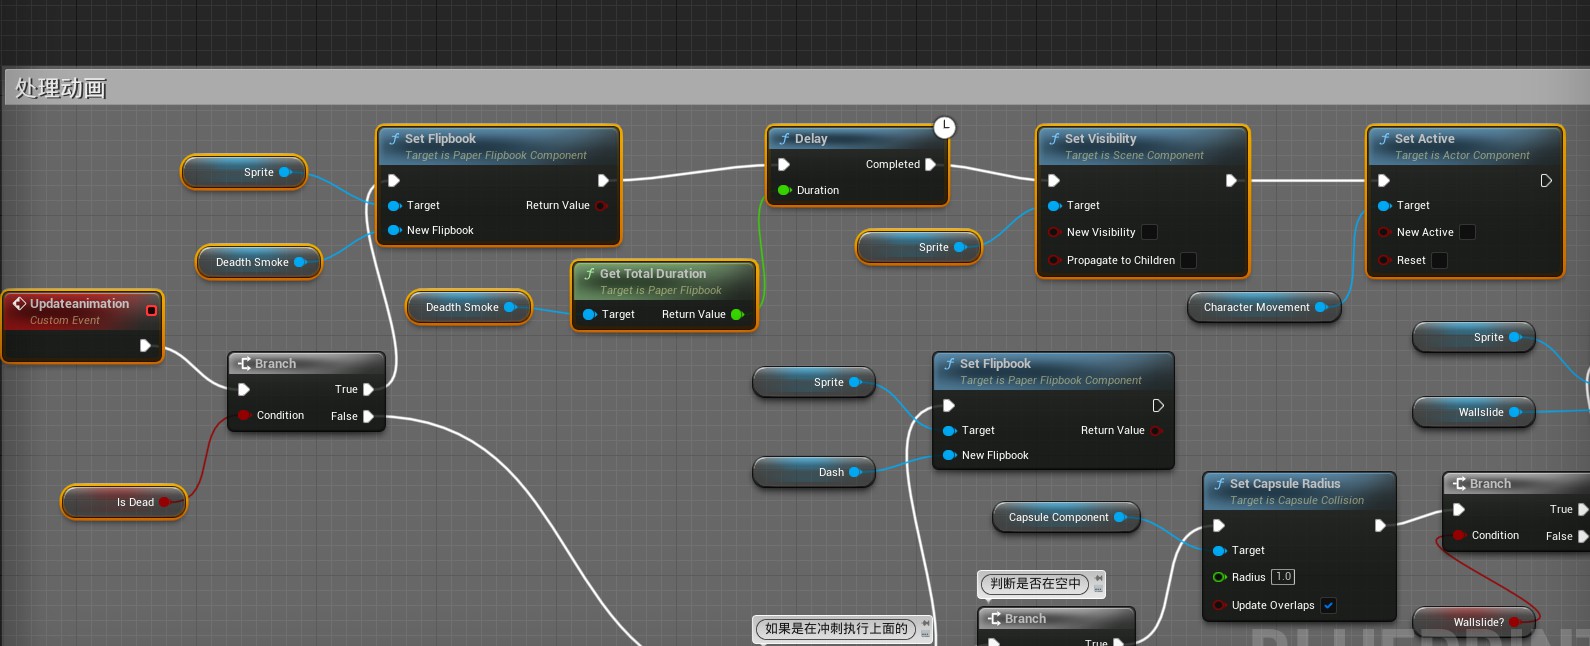 处理动画
Set Flipbook
Target is Paper Flipbook Component
Target
Return Value
New Flipbook
Sprite
Deadth Smoke
Delay
Completed
Duration
Set Visibility
Target is Scene Component
Target
New Visibility
Propagate to Children
Sprite
Set Active
Target is Actor Component
Target
New Active
Reset
Character Movement
Get Total Duration
Target is Paper Flipbook
Target
Return Value
Deadth Smoke
Updateanimation
Custom Event
Branch
True
Condition
False
Is Dead
Sprite
Dash
Set Flipbook
Target is Paper Flipbook Component
Target
Return Value
New Flipbook
Sprite
Wallslide
Capsule Component
Set Capsule Radius
Target is Capsule Collision
Target
Radius 1.0
Update Overlaps
Branch
True
Condition
False
Wallslide?
判断是否在空中
Branch
True
如果是在冲刺执行上面的